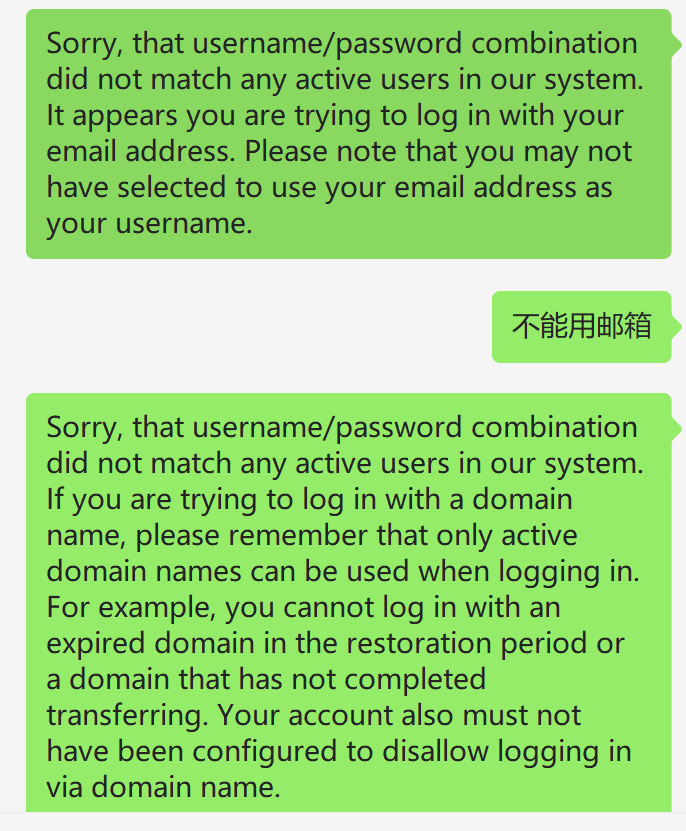 Sorry, that username/password combination
did not match any active users in our system.
It appears you are trying to log in with your
email address. Please note that you may not
have selected to use your email address as
your username.
不能用邮箱
Sorry, that username/password combination
did not match any active users in our system.
If you are trying to log in with a domain
name, please remember that only active
domain names can be used when logging in.
For example, you cannot log in with an
expired domain in the restoration period or
a domain that has not completed
transferring. Your account also must not
have been configured to disallow logging in
via domain name.